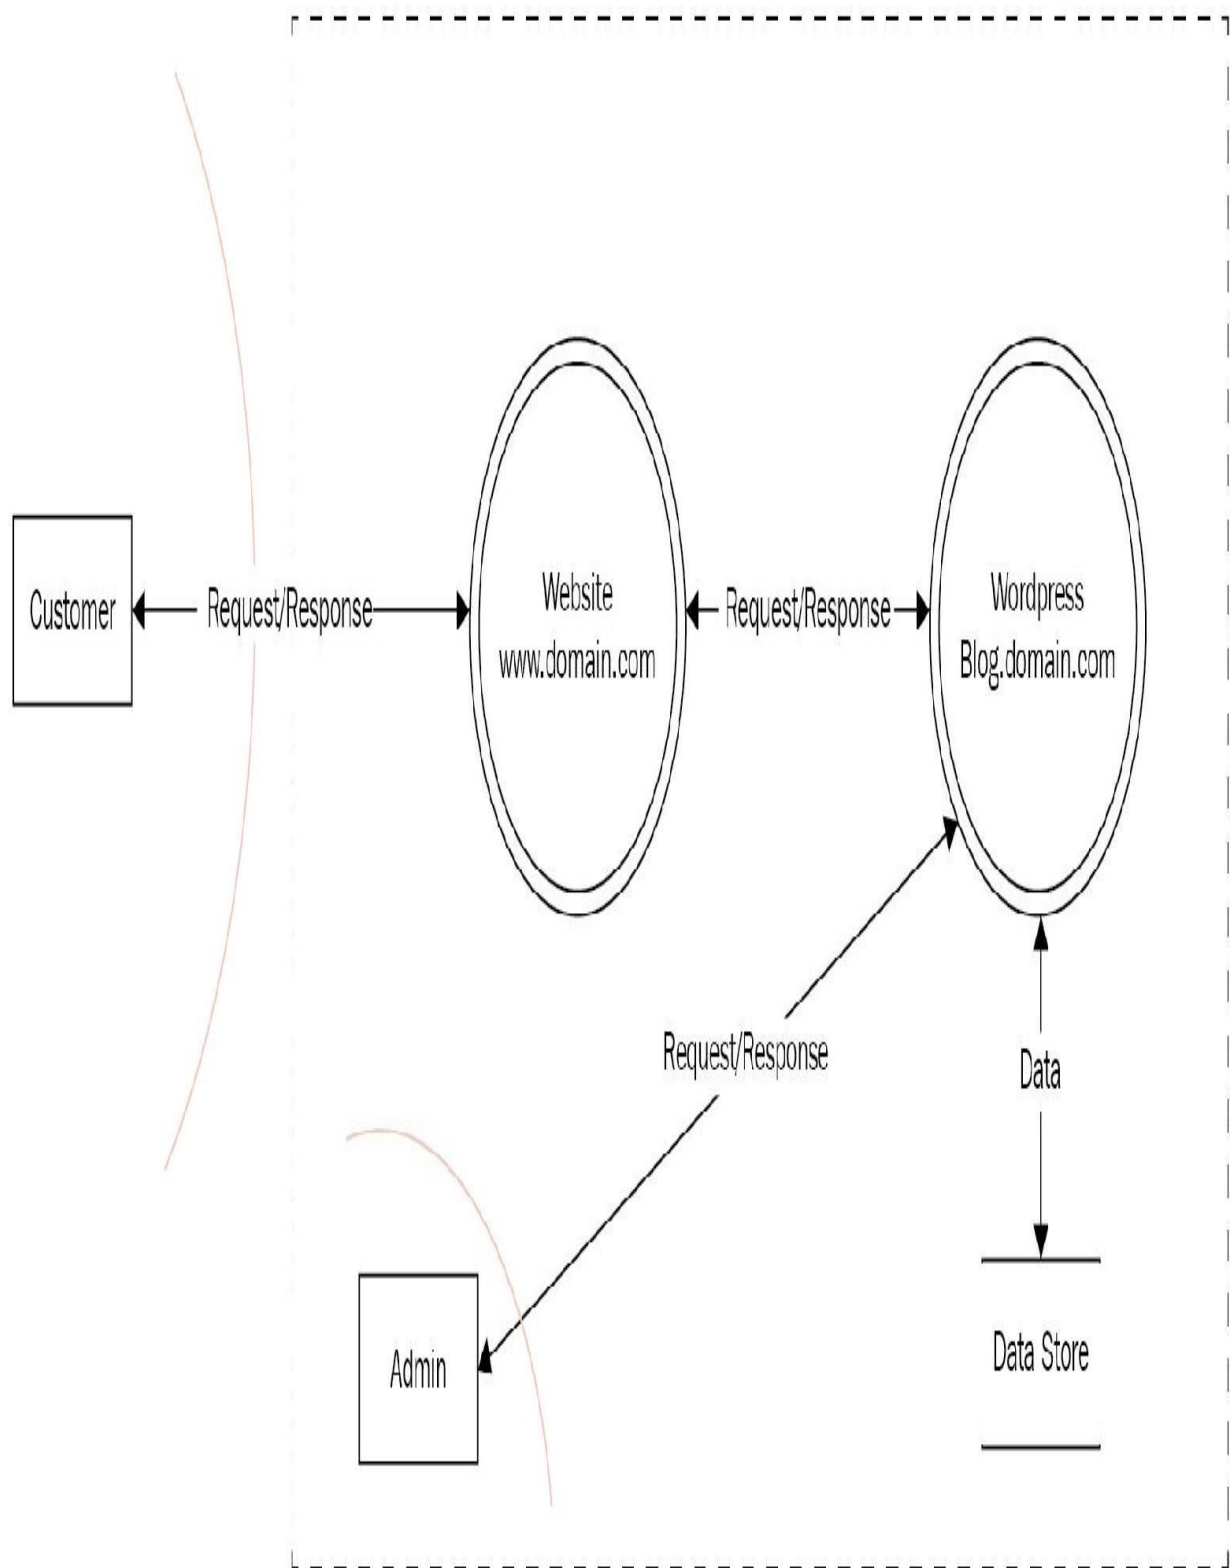 Customer
Request/Response
Website
www.domain.com
Request/Response
Wordpress
Blog.domain.com
Request/Response
Data
Admin
Data Store